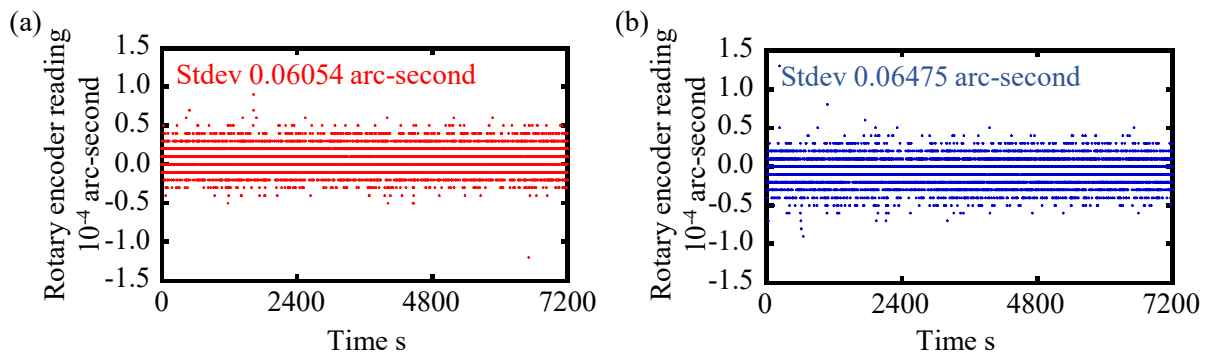 (a)
Rotary encoder reading
10⁻⁴ arc-second
1.5
1.0
0.5
0.0
-0.5
-1.0
-1.5
Stdev 0.06054 arc-second
0
2400
4800
7200
Time s
(b)
Rotary encoder reading
10⁻⁴ arc-second
1.5
1.0
0.5
0.0
-0.5
-1.0
-1.5
Stdev 0.06475 arc-second
0
2400
4800
7200
Time s